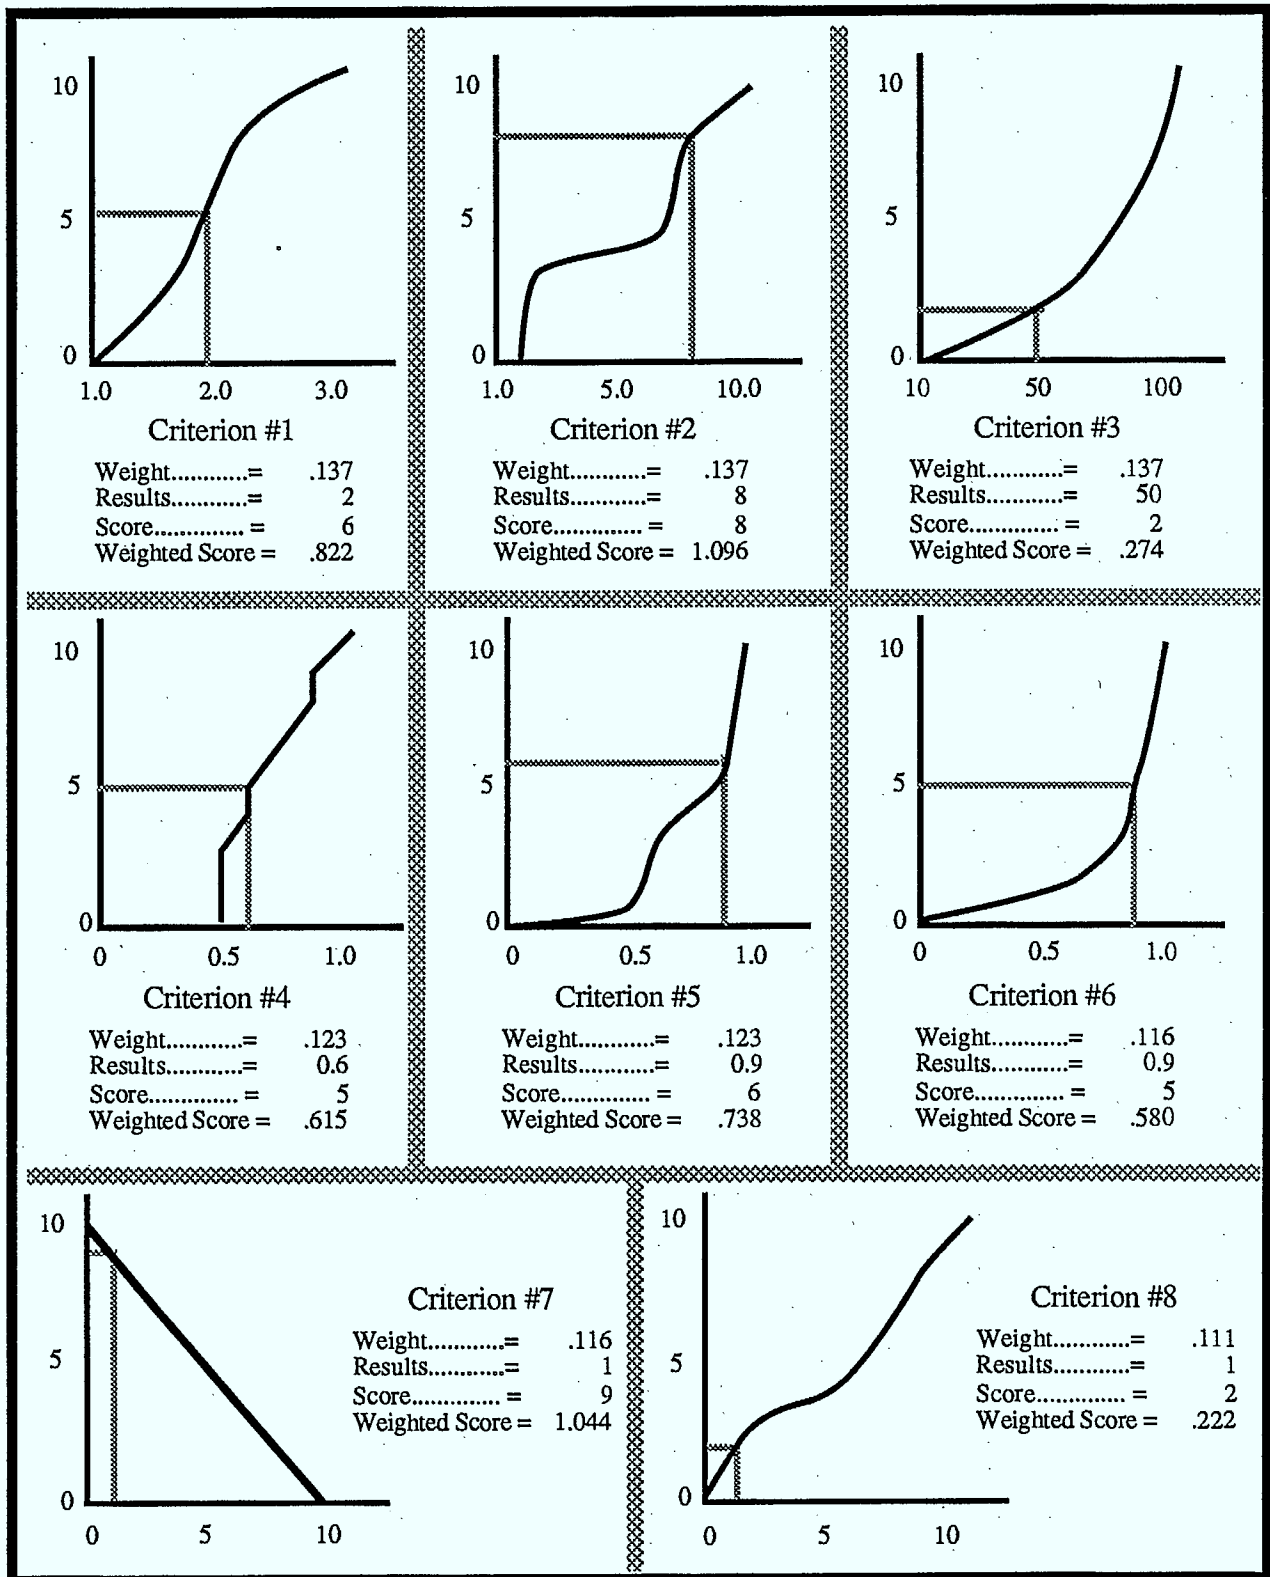 10
5
0
1.0 2.0 3.0
Criterion #1
Weight............= .137
Results............= 2
Score.............. = 6
Weighted Score = .822
10
5
0
1.0 5.0 10.0
Criterion #2
Weight............= .137
Results............= 8
Score.............. = 8
Weighted Score = 1.096
10
5
0
10 50 100
Criterion #3
Weight............= .137
Results............= 50
Score.............. = 2
Weighted Score = .274
10
5
0
0 0.5 1.0
Criterion #4
Weight............= .123
Results............= 0.6
Score.............. = 5
Weighted Score = .615
10
5
0
0 0.5 1.0
Criterion #5
Weight............= .123
Results............= 0.9
Score.............. = 6
Weighted Score = .738
10
5
0
0 0.5 1.0
Criterion #6
Weight............= .116
Results............= 0.9
Score.............. = 5
Weighted Score = .580
10
5
0
0 5 10
Criterion #7
Weight............= .116
Results............= 1
Score.............. = 9
Weighted Score = 1.044
10
5
0
0 5 10
Criterion #8
Weight............= .111
Results............= 1
Score.............. = 2
Weighted Score = .222